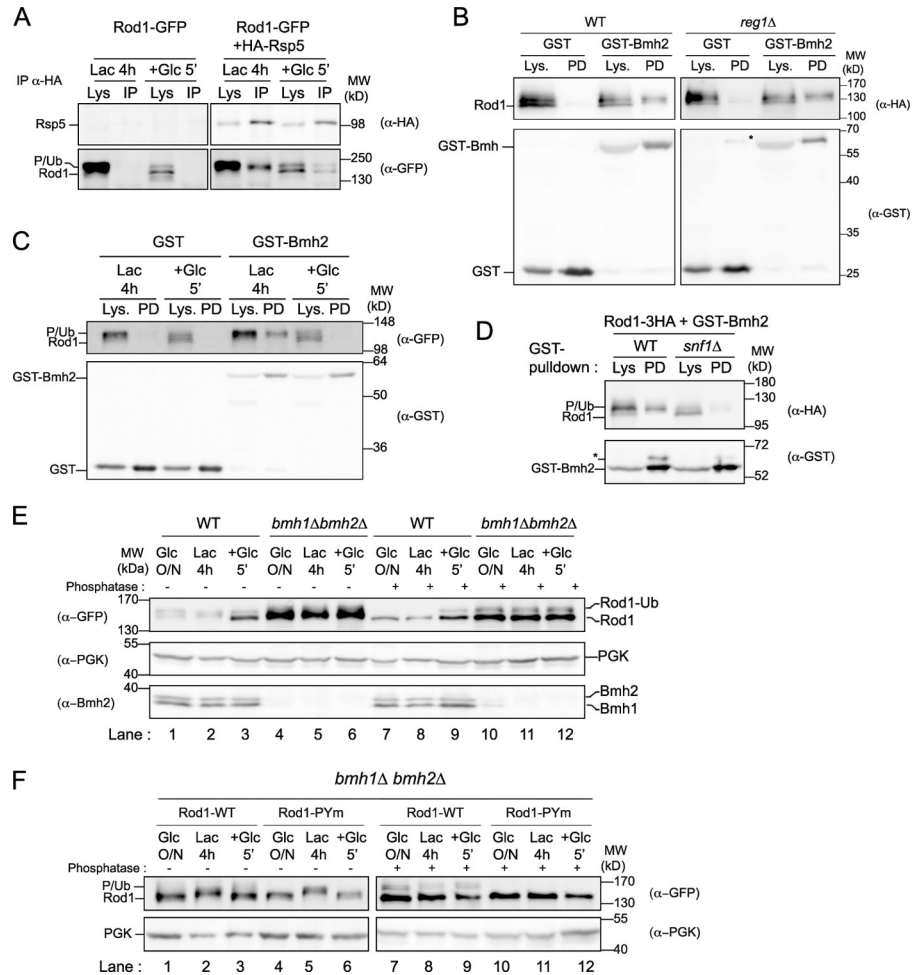 A
Rod1-GFP
Rod1-GFP
+HA-Rsp5
IP α-HA
Lac 4h +Glc 5' Lac 4h +Glc 5'
MW
(kD)
Lys IP Lys IP Lys IP Lys IP
Rsp5
98
(α-HA)
P/Ub
Rod1
250
130
(α-GFP)
B
WT
reg1Δ
GST GST-Bmh2 GST GST-Bmh2
MW
(kD)
Lys. PD Lys. PD Lys. PD Lys. PD
Rod1
170
130
100
(α-HA)
GST-Bmh
*
70
60
40
(α-GST)
35
GST
25
C
GST
GST-Bmh2
Lac
4h
+Glc
5'
Lac
4h
+Glc
5'
MW
(kD)
Lys. PD Lys. PD Lys. PD Lys. PD
P/Ub
Rod1
148
98
(α-GFP)
GST-Bmh2
64
50
(α-GST)
36
GST
D
Rod1-3HA + GST-Bmh2
GST-
pulldown :
WT
snf1Δ
MW
(kD)
Lys PD Lys PD
P/Ub
Rod1
180
130
95
(α-HA)
*
GST-Bmh2
72
52
(α-GST)
E
WT bmh1Δbmh2Δ WT bmh1Δbmh2Δ
MW
(kDa)
Glc
O/N
Lac
4h
+Glc
5'
Glc
O/N
Lac
4h
+Glc
5'
Glc
O/N
Lac
4h
+Glc
5'
Glc
O/N
Lac
4h
+Glc
5'
Phosphatase : - - - - - - + + + + + +
(α–GFP)
170
130
Rod1-Ub
Rod1
(α–PGK)
55
40
PGK
(α–Bmh2)
40
Bmh2
Bmh1
Lane : 1 2 3 4 5 6 7 8 9 10 11 12
F
bmh1Δ bmh2Δ
Rod1-WT Rod1-PYm Rod1-WT Rod1-PYm
Glc
O/N
Lac
4h
+Glc
5'
Glc
O/N
Lac
4h
+Glc
5'
Glc
O/N
Lac
4h
+Glc
5'
Glc
O/N
Lac
4h
+Glc
5'
MW
(kD)
Phosphatase : - - - - - - + + + + + +
P/Ub
Rod1
170
130
(α-GFP)
PGK
55
40
(α-PGK)
Lane : 1 2 3 4 5 6 7 8 9 10 11 12